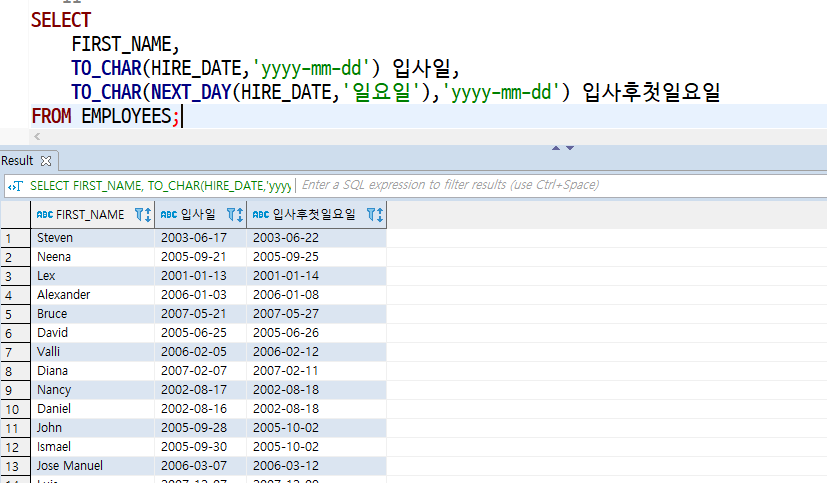 SELECT
FIRST_NAME,
TO_CHAR(HIRE_DATE,'yyyy-mm-dd') 입사일,
TO_CHAR(NEXT_DAY(HIRE_DATE,'일요일'),'yyyy-mm-dd') 입사후첫일요일
FROM EMPLOYEES;
Result
SELECT FIRST_NAME, TO_CHAR(HIRE_DATE,'yyyy Enter a SQL expression to filter results (use Ctrl+Space)
ABC FIRST_NAME ABC 입사일 ABC 입사후첫일요일
1 Steven 2003-06-17 2003-06-22
2 Neena 2005-09-21 2005-09-25
3 Lex 2001-01-13 2001-01-14
4 Alexander 2006-01-03 2006-01-08
5 Bruce 2007-05-21 2007-05-27
6 David 2005-06-25 2005-06-26
7 Valli 2006-02-05 2006-02-12
8 Diana 2007-02-07 2007-02-11
9 Nancy 2002-08-17 2002-08-18
10 Daniel 2002-08-16 2002-08-18
11 John 2005-09-28 2005-10-02
12 Ismael 2005-09-30 2005-10-02
13 Jose Manuel 2006-03-07 2006-03-12